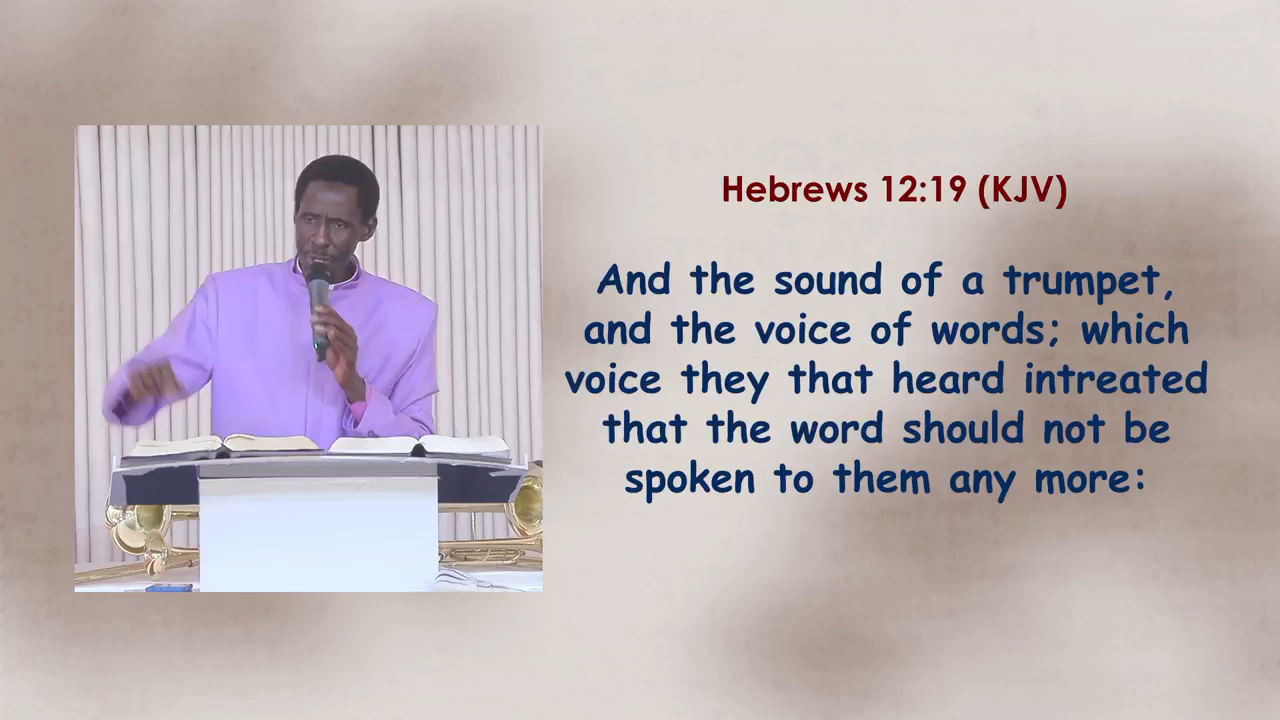 Hebrews 12:19 (KJV)
And the sound of a trumpet,
and the voice of words; which
voice they that heard intreated
that the word should not be
spoken to them any more: